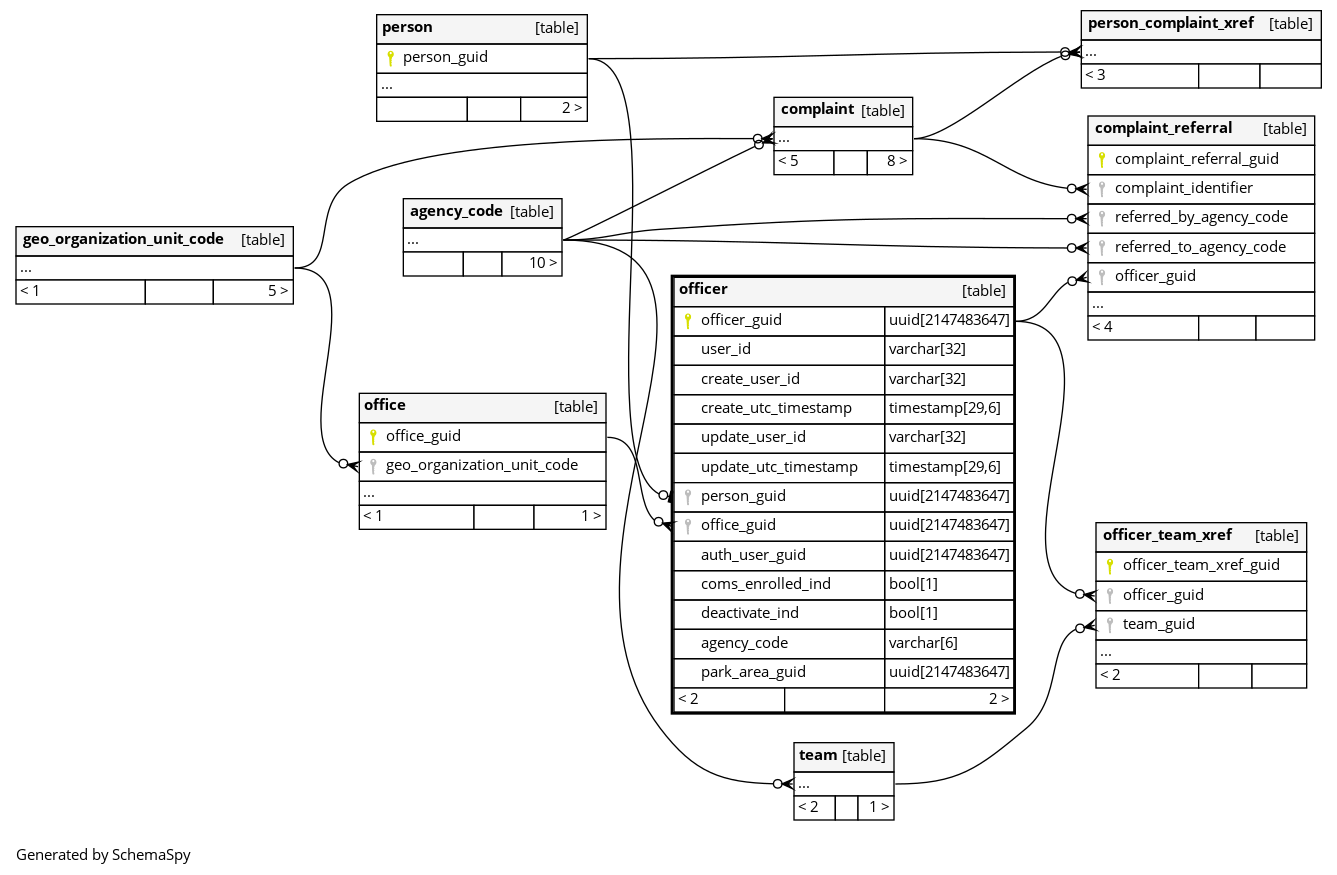 person [table]
person_guid
...
2 >
person_complaint_xref [table]
...
< 3
complaint [table]
...
< 5 8 >
complaint_referral [table]
complaint_referral_guid
complaint_identifier
referred_by_agency_code
referred_to_agency_code
officer_guid
...
< 4
agency_code [table]
...
10 >
geo_organization_unit_code [table]
...
< 1 5 >
officer [table]
officer_guid uuid[2147483647]
user_id varchar[32]
create_user_id varchar[32]
create_utc_timestamp timestamp[29,6]
update_user_id varchar[32]
update_utc_timestamp timestamp[29,6]
person_guid uuid[2147483647]
office_guid uuid[2147483647]
auth_user_guid uuid[2147483647]
coms_enrolled_ind bool[1]
deactivate_ind bool[1]
agency_code varchar[6]
park_area_guid uuid[2147483647]
< 2 2 >
office [table]
office_guid
geo_organization_unit_code
...
< 1 1 >
officer_team_xref [table]
officer_team_xref_guid
officer_guid
team_guid
...
< 2
team [table]
...
< 2 1 >
Generated by SchemaSpy